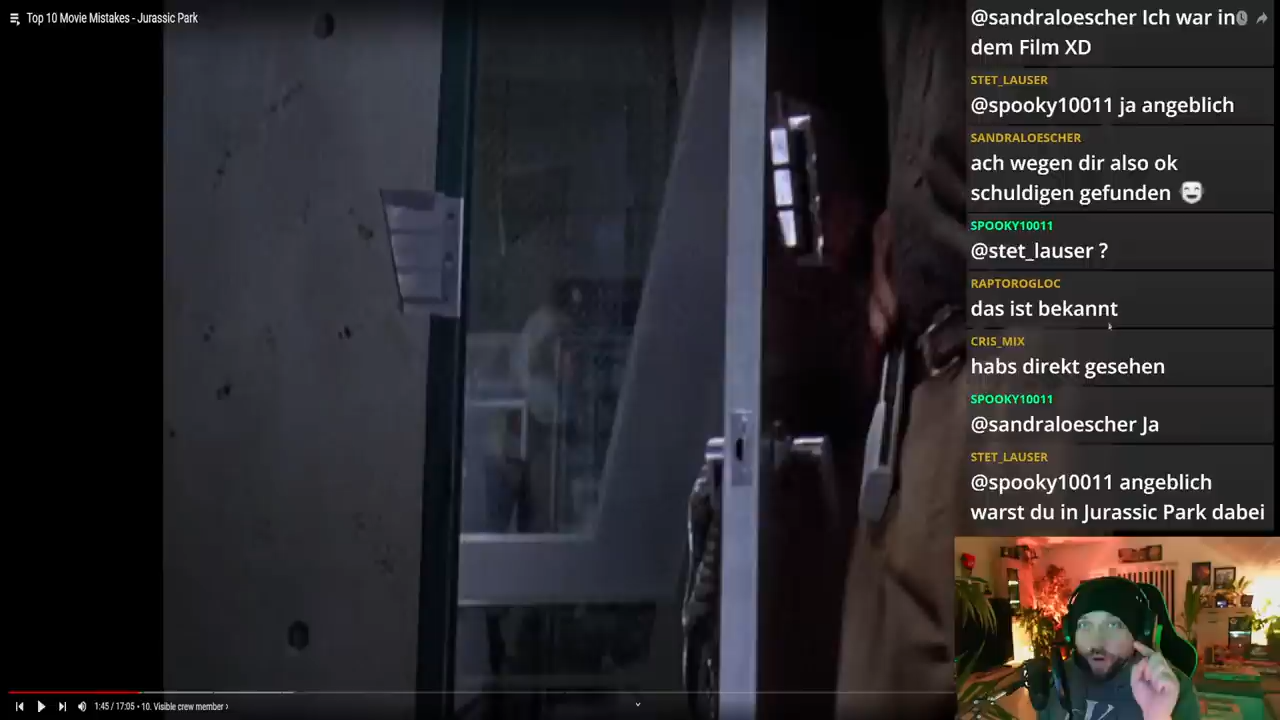 Top 10 Movie Mistakes - Jurassic Park
@sandraloescher Ich war in
dem Film XD
STET_LAUSER
@spooky10011 ja angeblich
SANDRALOESCHER
ach wegen dir also ok
schuldigen gefunden
SPOOKY10011
@stet_lauser ?
RAPTOROGLOC
das ist bekannt
CRIS_MIX
habs direkt gesehen
SPOOKY10011
@sandraloescher Ja
STET_LAUSER
@spooky10011 angeblich
warst du in Jurassic Park dabei
1:45 / 17:05 • 10. Visible crew member ›